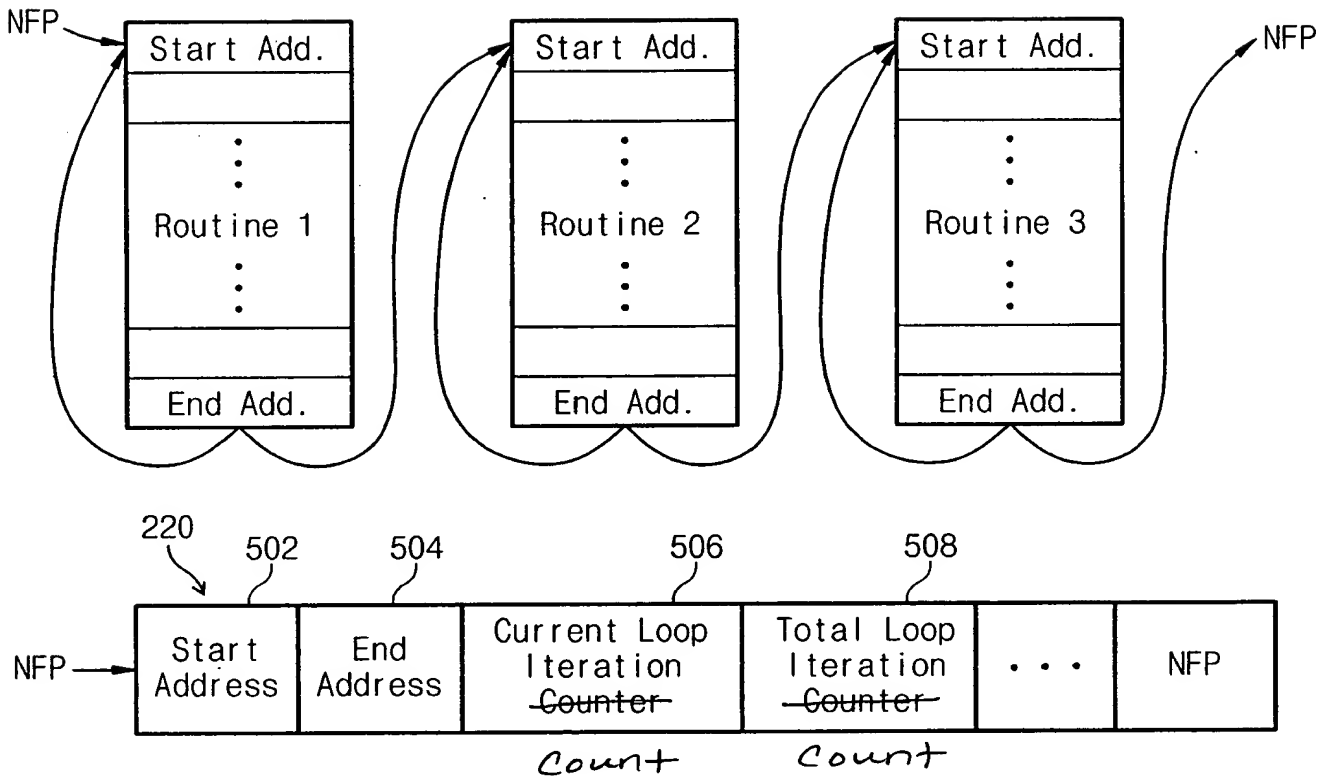 NFP
Start Add.
Routine 1
End Add.
Start Add.
Routine 2
End Add.
Start Add.
Routine 3
End Add.
NFP
220
502
504
506
508
NFP
Start
Address
End
Address
Current Loop
Iteration
Counter
Count
Total Loop
Iteration
Counter
Count
NFP